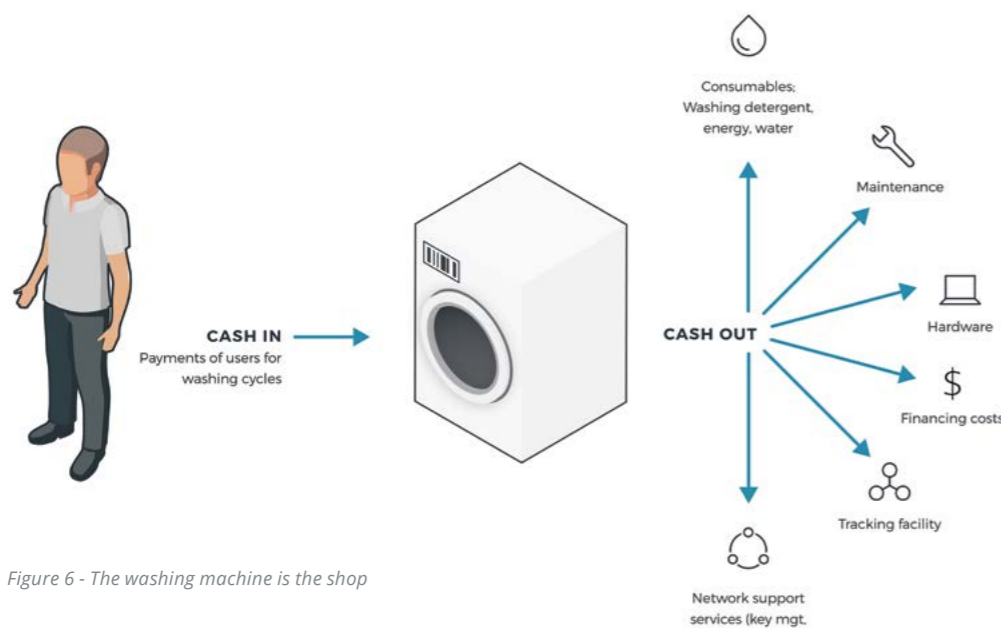 Consumables;
Washing detergent,
energy, water
Maintenance
CASH IN
Payments of users for
washing cycles
CASH OUT
Hardware
$
Financing costs
Tracking facility
Figure 6 - The washing machine is the shop
Network support
services (key mgt,